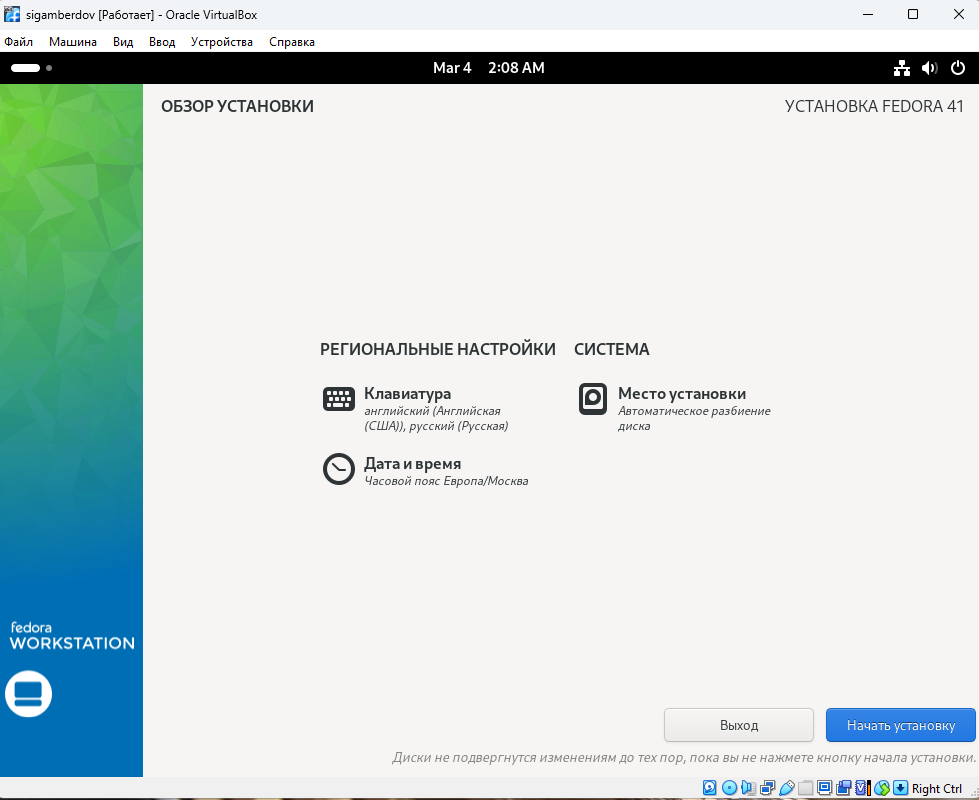 sigamberdov [Работает] - Oracle VirtualBox
Файл Машина Вид Ввод Устройства Справка
Mar 4 2:08 AM
ОБЗОР УСТАНОВКИ
УСТАНОВКА FEDORA 41
РЕГИОНАЛЬНЫЕ НАСТРОЙКИ
Клавиатура
английский (Английская
(США)), русский (Русская)
Дата и время
Часовой пояс Европа/Москва
СИСТЕМА
Место установки
Автоматическое разбиение
диска
fedora
WORKSTATION
Выход
Начать установку
Диски не подвергнутся изменениям до тех пор, пока вы не нажмете кнопку начала установки.
Right Ctrl